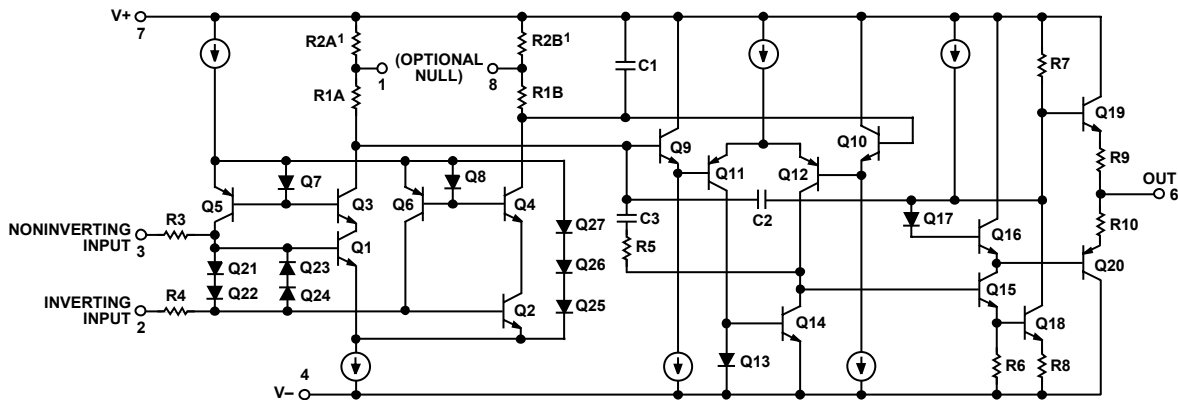 V+
7
R2A¹
(OPTIONAL
NULL)
1
8
R2B¹
R1A
R1B
C1
R7
Q19
Q9
Q10
Q11
Q12
R9
OUT
6
Q7
Q8
Q5
Q3
Q6
Q4
Q27
C2
C3
R5
Q17
Q16
R10
R3
NONINVERTING
INPUT
3
Q1
Q21
Q23
Q26
Q20
Q22
Q24
Q15
R4
INVERTING
INPUT
2
Q25
Q2
Q14
Q18
Q13
R6
R8
4
V–